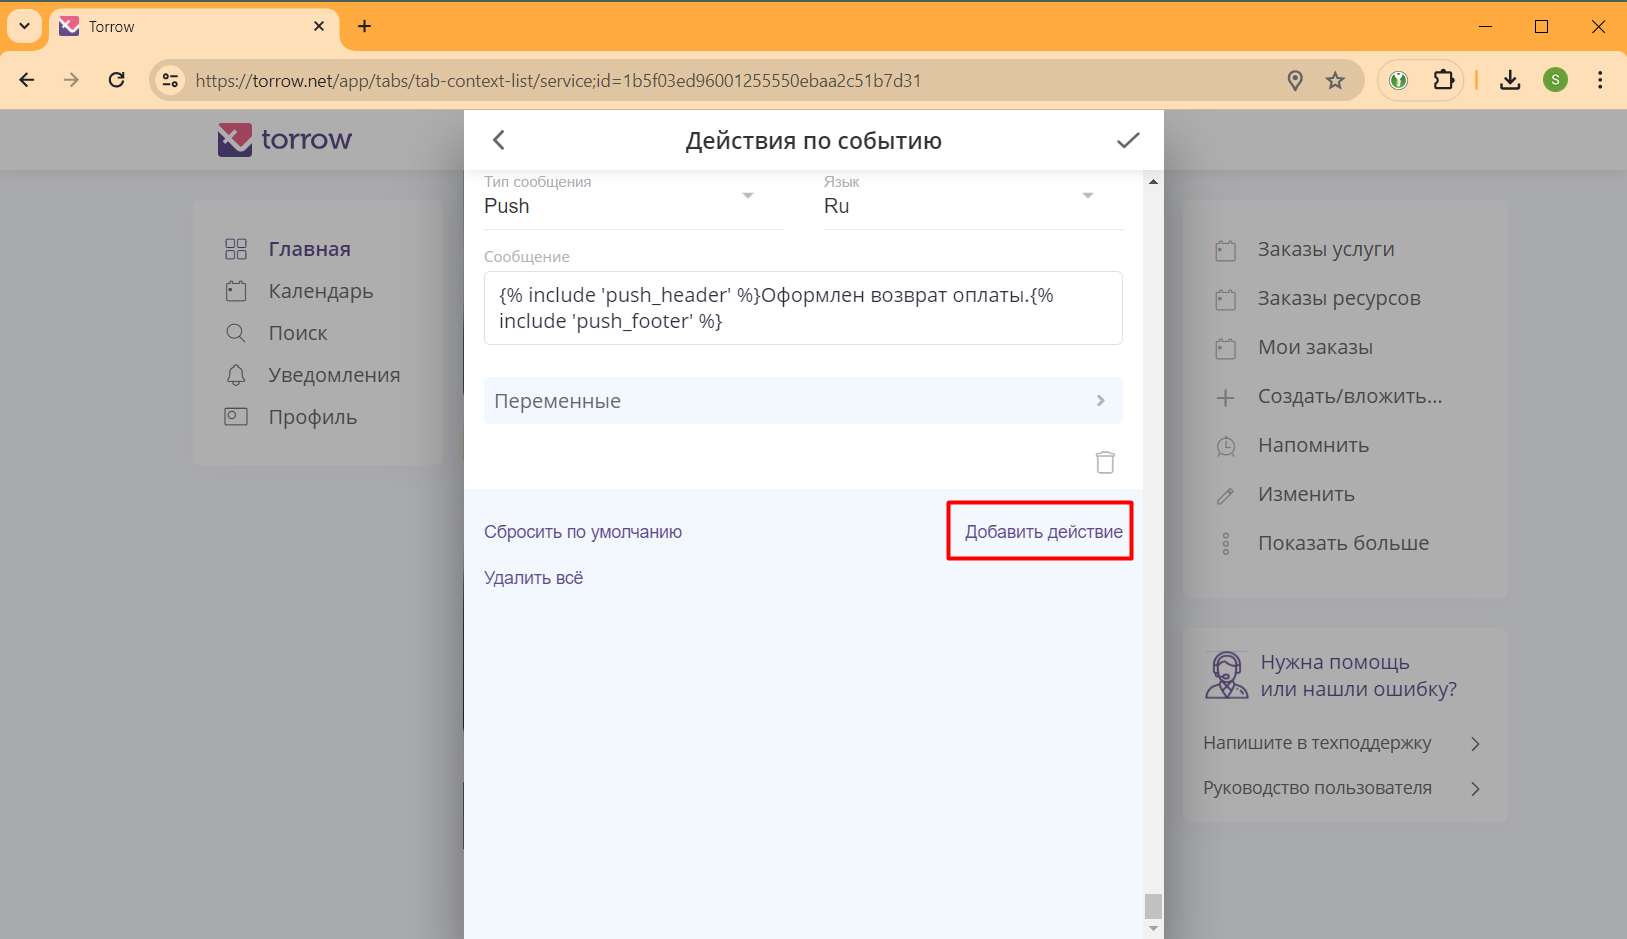 Torrow
https://torrow.net/app/tabs/tab-context-list/service;id=1b5f03ed96001255550ebaa2c51b7d31
S
torrow
Действия по событию
Главная
Календарь
Поиск
Уведомления
Профиль
Тип сообщения
Push
Язык
Ru
Сообщение
{% include 'push_header' %}Оформлен возврат оплаты.{%
include 'push_footer' %}
Переменные
Сбросить по умолчанию
Добавить действие
Удалить всё
Заказы услуги
Заказы ресурсов
Мои заказы
Создать/вложить...
Напомнить
Изменить
Показать больше
Нужна помощь
или нашли ошибку?
Напишите в техподдержку
Руководство пользователя